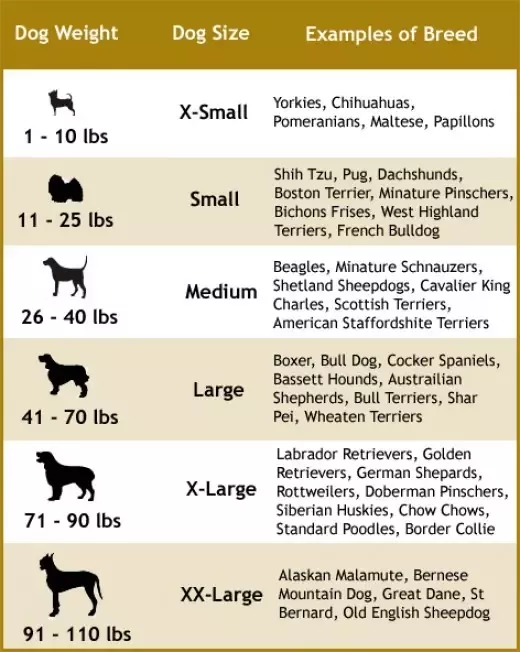 Dog Weight
Dog Size
Examples of Breed
1 - 10 lbs
X-Small
Yorkies, Chihuahuas,
Pomeranians, Maltese, Papillons
11 - 25 lbs
Small
Shih Tzu, Pug, Dachshunds,
Boston Terrier, Minature Pinschers,
Bichons Frises, West Highland
Terriers, French Bulldog
26 - 40 lbs
Medium
Beagles, Minature Schnauzers,
Shetland Sheepdogs, Cavalier King
Charles, Scottish Terriers,
American Staffordshite Terriers
41 - 70 lbs
Large
Boxer, Bull Dog, Cocker Spaniels,
Bassett Hounds, Austrailian
Shepherds, Bull Terriers, Shar
Pei, Wheaten Terriers
71 - 90 lbs
X-Large
Labrador Retrievers, Golden
Retrievers, German Shepards,
Rottweilers, Doberman Pinschers,
Siberian Huskies, Chow Chows,
Standard Poodles, Border Collie
91 - 110 lbs
XX-Large
Alaskan Malamute, Bernese
Mountain Dog, Great Dane, St
Bernard, Old English Sheepdog